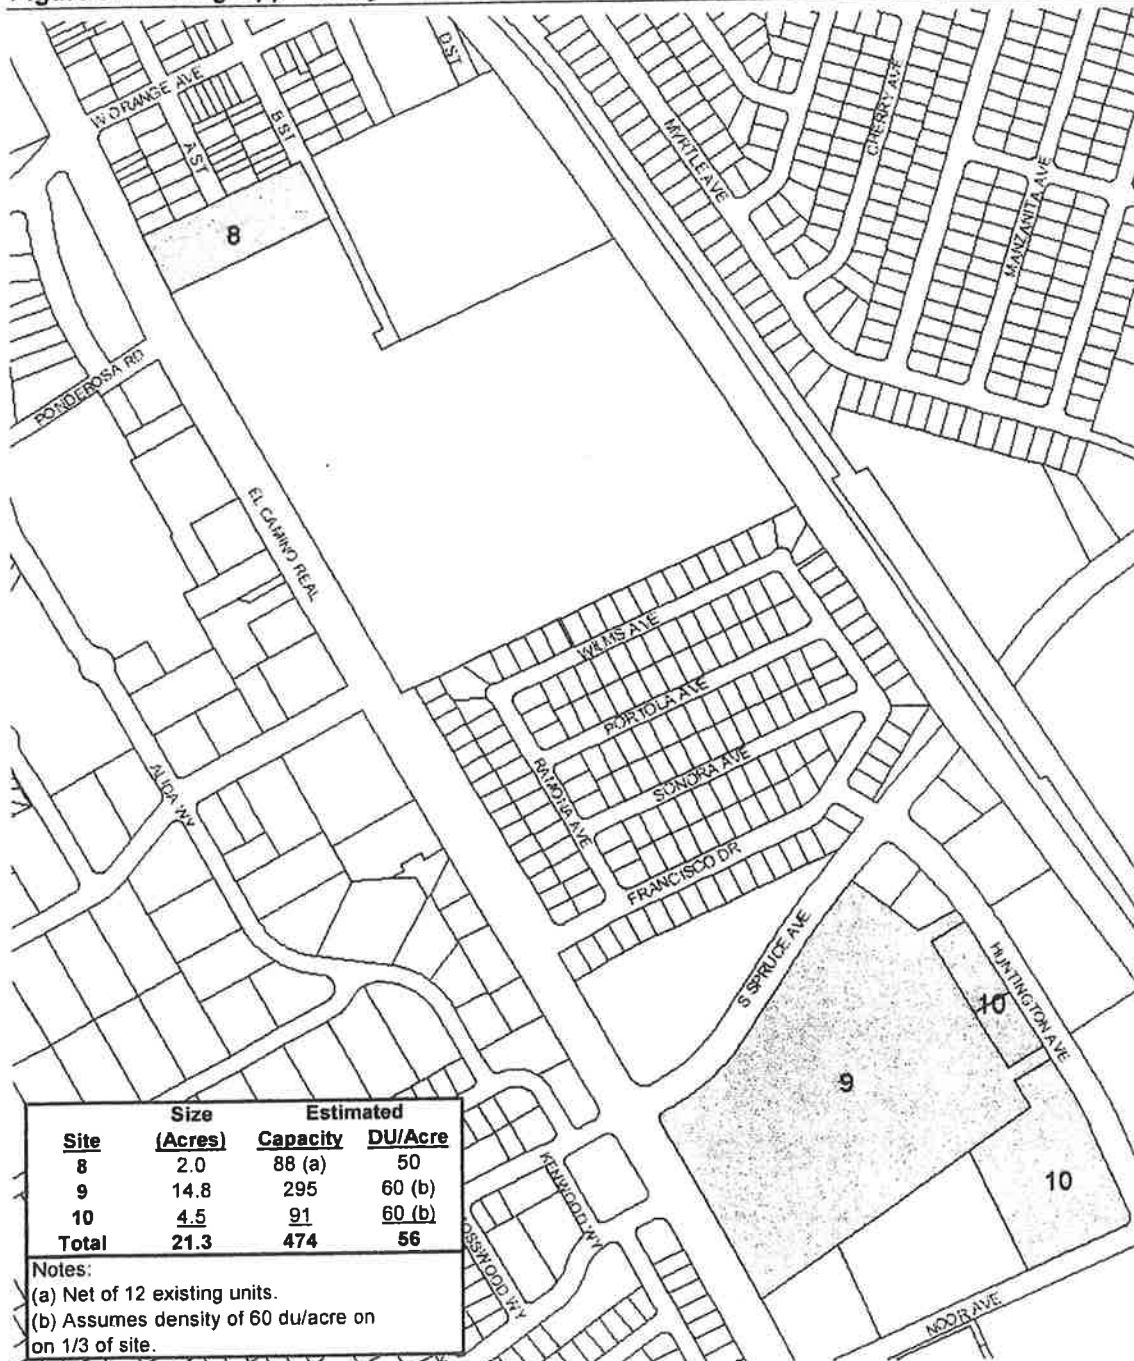 D ST
W ORANGE AVE
A ST
B ST
MYRTLE AVE
CHERRY AVE
MANZANITA AVE
8
PONDEROSA RD
EL CAMINO REAL
WILMS AVE
PORTOLA AVE
SONORA AVE
RAMONA AVE
FRANCISCO DR
ALIDA WY
S SPRUCE AVE
HUNTINGTON AVE
10
9
10
KENWOOD WY
NOOR AVE
Size Estimated
Site (Acres) Capacity DU/Acre
8 2.0 88 (a) 50
9 14.8 295 60 (b)
10 4.5 91 60 (b)
Total 21.3 474 56
Notes:
(a) Net of 12 existing units.
(b) Assumes density of 60 du/acre on
on 1/3 of site.